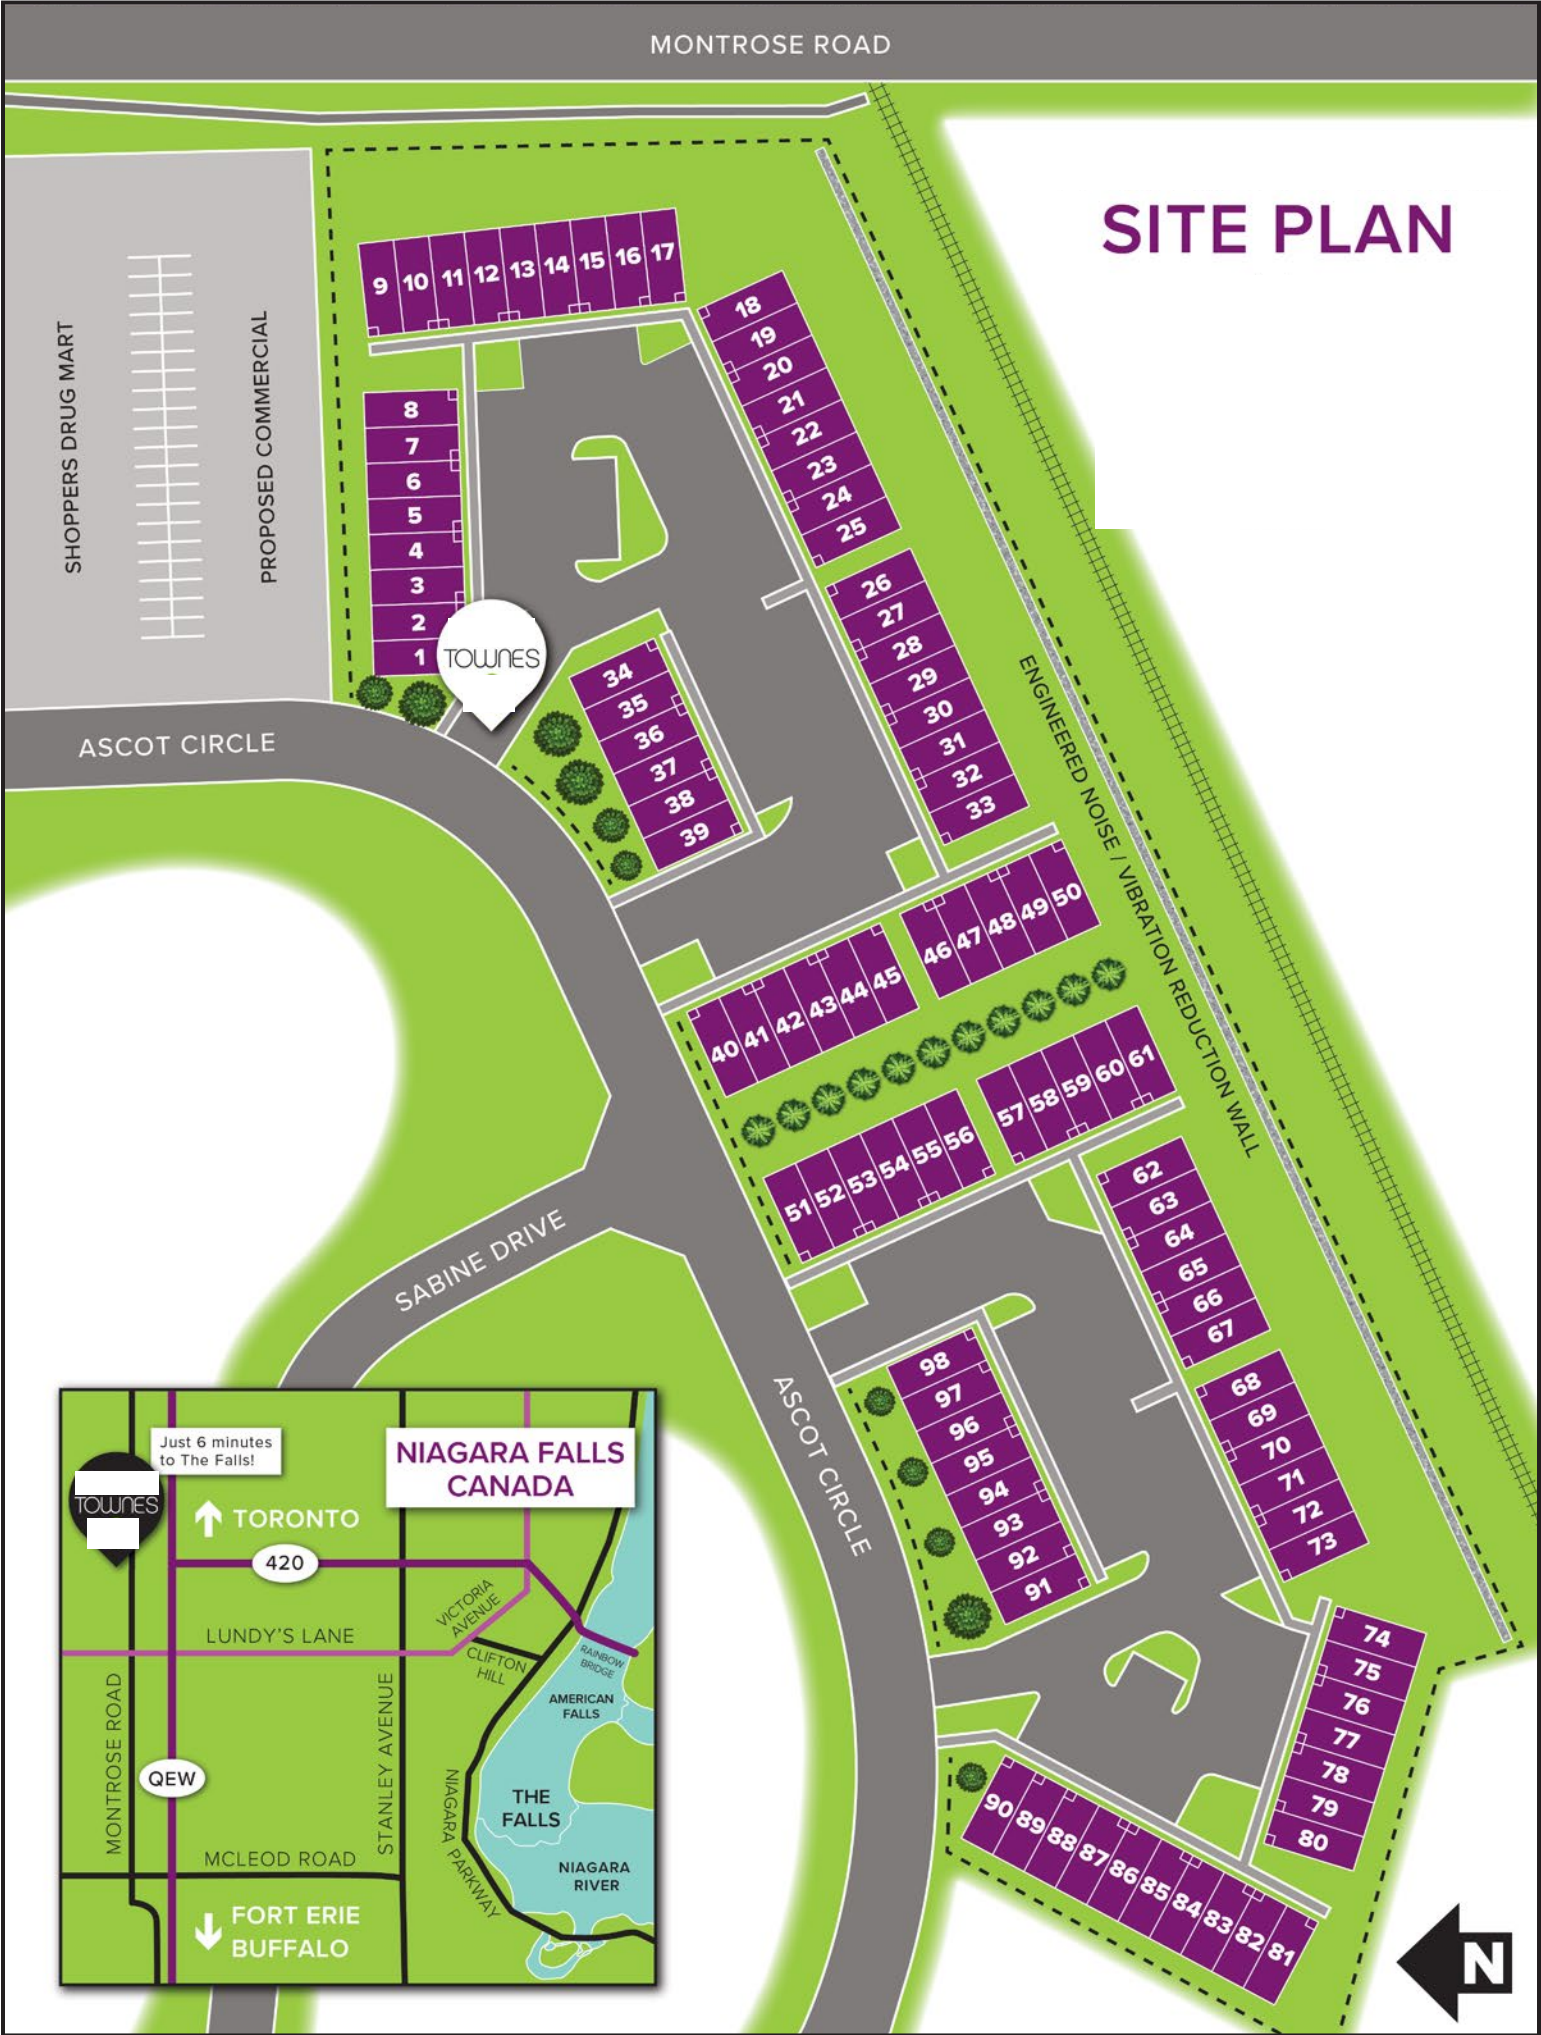 MONTROSE ROAD
SITE PLAN
SHOPPERS DRUG MART
PROPOSED COMMERCIAL
9 10 11 12 13 14 15 16 17
18
19
20
21
22
23
24
25
8
7
6
5
4
3
2
1
TOWNES
26
27
28
29
30
31
32
33
34
35
36
37
38
39
ENGINEERED NOISE / VIBRATION REDUCTION WALL
ASCOT CIRCLE
40 41 42 43 44 45
46 47 48 49 50
51 52 53 54 55 56
57 58 59 60 61
SABINE DRIVE
62
63
64
65
66
67
68
69
70
71
72
73
98
97
96
95
94
93
92
91
ASCOT CIRCLE
74
75
76
77
78
79
80
90 89 88 87 86 85 84 83 82 81
N
Just 6 minutes
to The Falls!
NIAGARA FALLS
CANADA
TOWNES
TORONTO
420
VICTORIA
AVENUE
LUNDY'S LANE
CLIFTON
HILL
RAINBOW
BRIDGE
AMERICAN
FALLS
MONTROSE ROAD
QEW
STANLEY AVENUE
NIAGARA PARKWAY
THE
FALLS
MCLEOD ROAD
NIAGARA
RIVER
FORT ERIE
BUFFALO